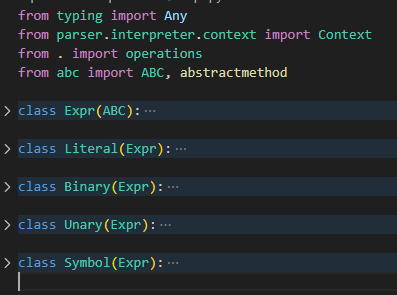 from typing import Any
from parser.interpreter.context import Context
from . import operations
from abc import ABC, abstractmethod
class Expr(ABC):…
class Literal(Expr):…
class Binary(Expr):…
class Unary(Expr):…
class Symbol(Expr):…